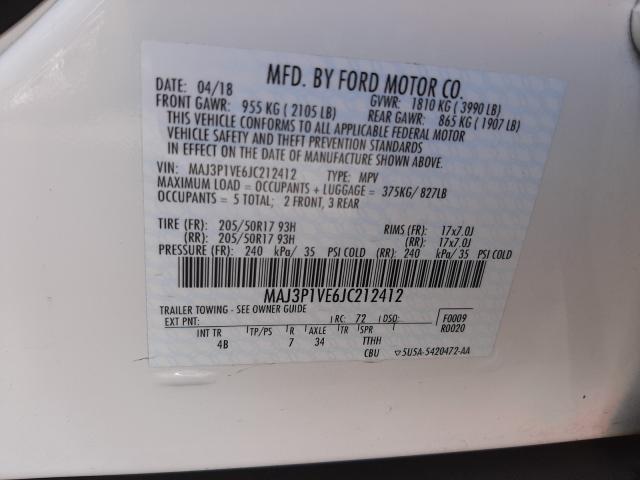 MFD. BY FORD MOTOR CO.
DATE: 04/18
GVWR: 1810 KG ( 3990 LB)
FRONT GAWR: 955 KG ( 2105 LB)
REAR GAWR: 865 KG ( 1907 LB)
THIS VEHICLE CONFORMS TO ALL APPLICABLE FEDERAL MOTOR
VEHICLE SAFETY AND THEFT PREVENTION STANDARDS
IN EFFECT ON THE DATE OF MANUFACTURE SHOWN ABOVE.
VIN: MAJ3P1VE6JC212412 TYPE: MPV
MAXIMUM LOAD = OCCUPANTS + LUGGAGE = 375KG/ 827LB
OCCUPANTS = 5 TOTAL; 2 FRONT, 3 REAR
TIRE (FR): 205/50R17 93H RIMS (FR): 17x7.0J
(RR): 205/50R17 93H (RR): 17x7.0J
PRESSURE (FR): 240 kPa/ 35 PSI COLD (RR): 240 kPa/ 35 PSI COLD
MAJ3P1VE6JC212412
TRAILER TOWING - SEE OWNER GUIDE
EXT PNT: RC: 72 DSO: F0009
R0020
INT TR TP/PS R AXLE TR SPR
4B 7 34 TTHH
CBU 5U5A-5420472-AA